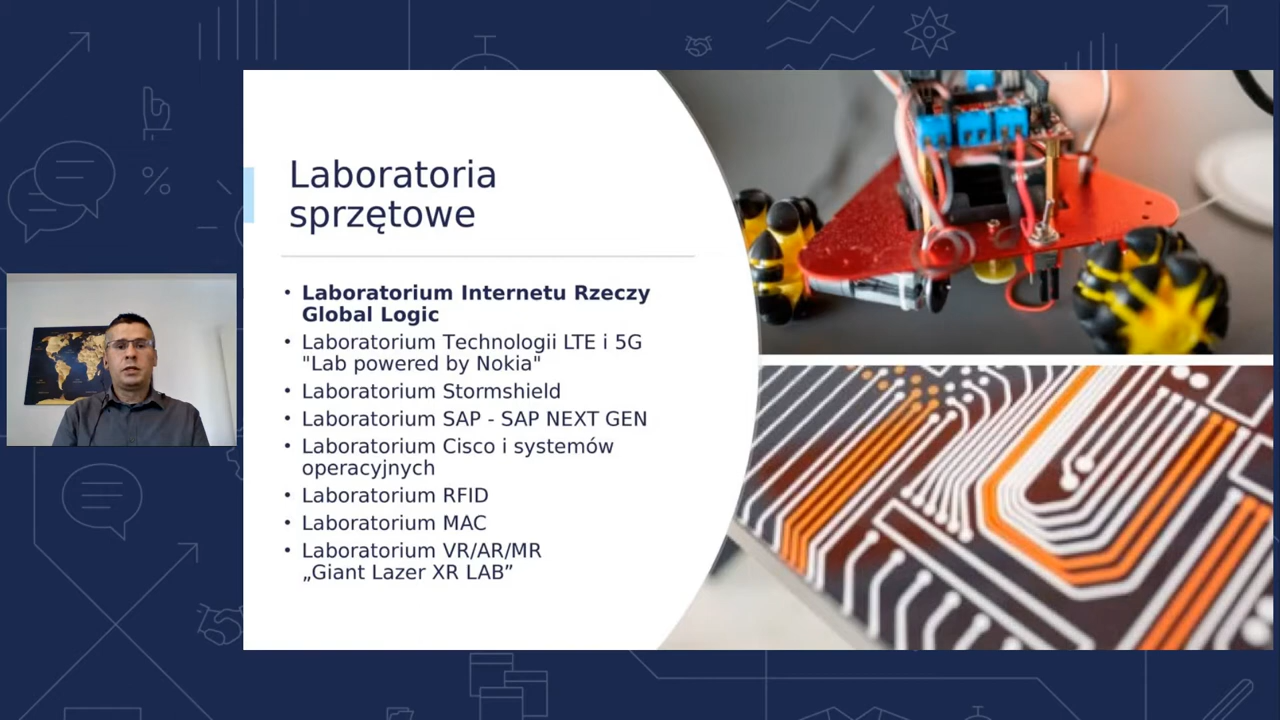 Laboratoria
sprzętowe
• Laboratorium Internetu Rzeczy
Global Logic
• Laboratorium Technologii LTE i 5G
"Lab powered by Nokia"
• Laboratorium Stormshield
• Laboratorium SAP - SAP NEXT GEN
• Laboratorium Cisco i systemów
operacyjnych
• Laboratorium RFID
• Laboratorium MAC
• Laboratorium VR/AR/MR
„Giant Lazer XR LAB”
%